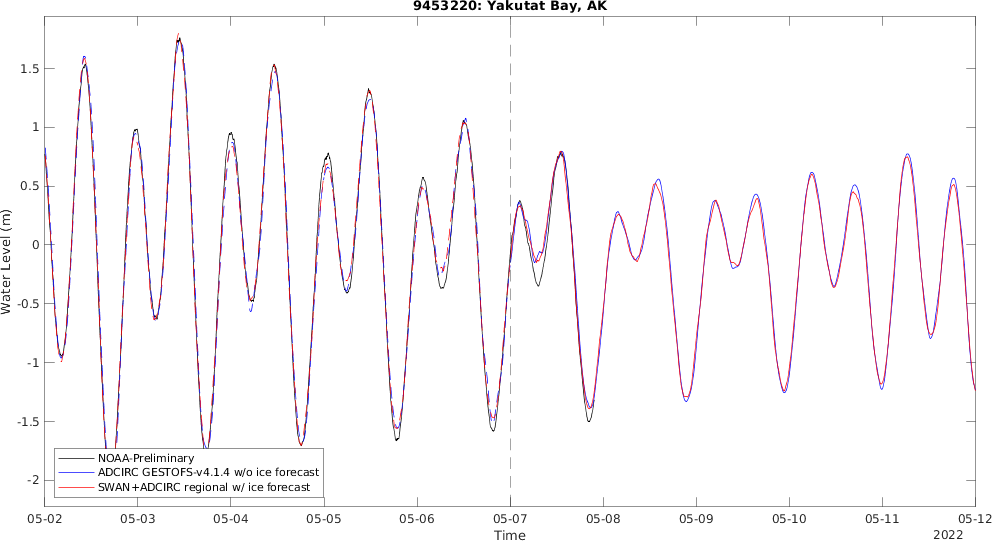 9453220: Yakutat Bay, AK
Water Level (m)
1.5
1
0.5
0
-0.5
-1
-1.5
-2
NOAA-Preliminary
ADCIRC GESTOFS-v4.1.4 w/o ice forecast
SWAN+ADCIRC regional w/ ice forecast
05-02 05-03 05-04 05-05 05-06 05-07 05-08 05-09 05-10 05-11 05-12
Time
2022